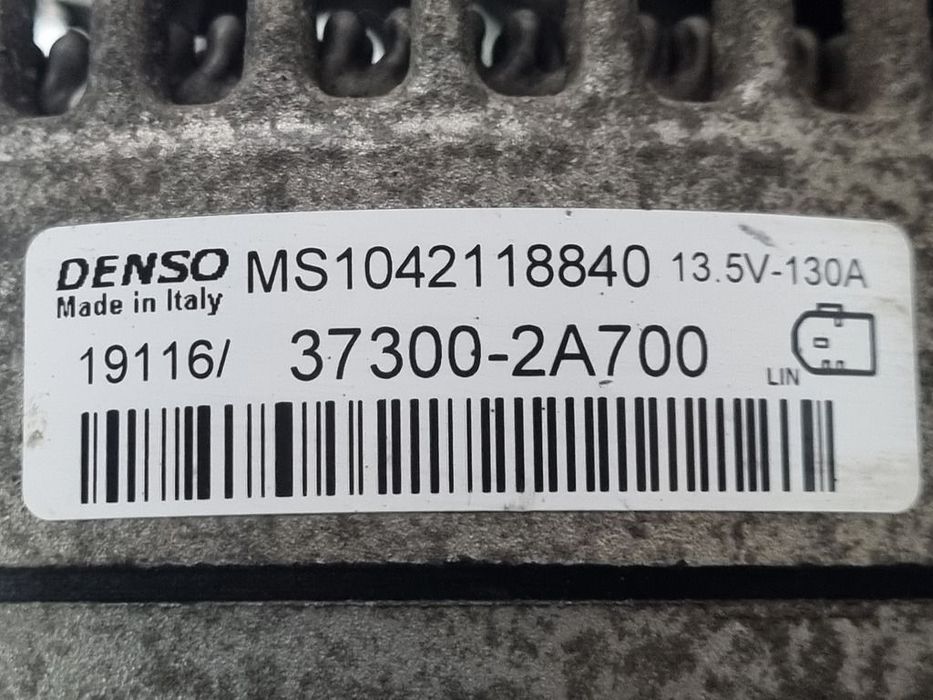 DENSO MS1042118840 13.5V-130A
Made in Italy
19116/ 37300-2A700
LIN